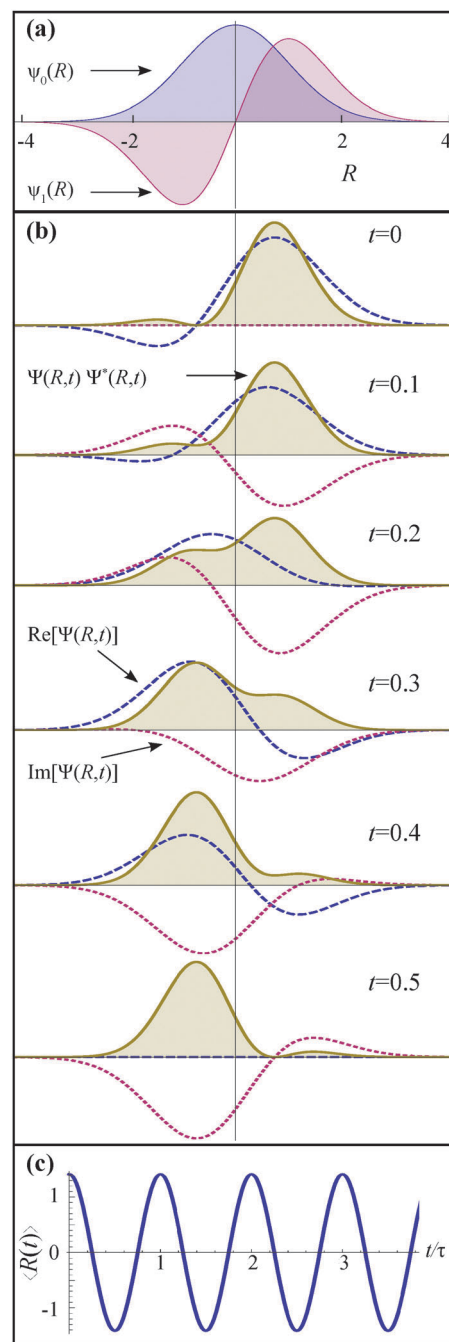 (a)
ψ₀(R)
-4 -2 2 4
R
ψ₁(R)
(b)
t=0
Ψ(R,t) Ψ*(R,t)
t=0.1
t=0.2
Re[Ψ(R,t)]
t=0.3
Im[Ψ(R,t)]
t=0.4
t=0.5
(c)
1
⟨R(t)⟩
0
1 2 3
t/τ
-1